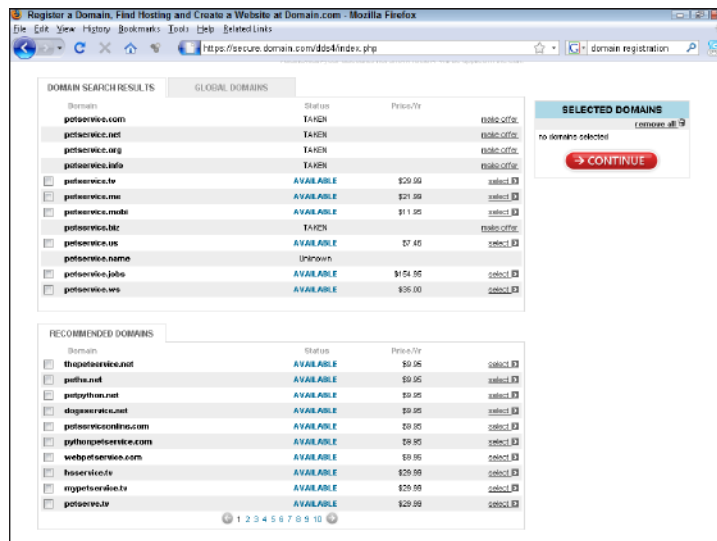 Register a Domain, Find Hosting and Create a Website at Domain.com - Mozilla Firefox
File Edit View History Bookmarks Tools Help Related Links
https://secure.domain.com/dds4/index.php
G domain registration
DOMAIN SEARCH RESULTS GLOBAL DOMAINS
Domain Status Price/Yr
petservice.com TAKEN make offer
petservice.net TAKEN make offer
petservice.org TAKEN make offer
petservice.info TAKEN make offer
petservice.tv AVAILABLE $29.99 select
petservice.me AVAILABLE $21.99 select
petservice.mobi AVAILABLE $11.95 select
petservice.biz TAKEN make offer
petservice.us AVAILABLE $7.45 select
petservice.name Unknown
petservice.jobs AVAILABLE select
petservice.ws AVAILABLE $35.00 select
SELECTED DOMAINS
remove all
no domains selected
→ CONTINUE
RECOMMENDED DOMAINS
Domain Status Price/Yr
thepetservice.net AVAILABLE $9.95 select
AVAILABLE $9.95 select
petpython.net AVAILABLE $9.95 select
dogsservice.net AVAILABLE $9.95 select
petserviceonline.com AVAILABLE $9.95 select
pythonpetservice.com AVAILABLE $9.95 select
webpetservice.com AVAILABLE $9.95 select
hsservice.tv AVAILABLE $29.99 select
mypetservice.tv AVAILABLE $29.99 select
petserve.tv AVAILABLE $29.99 select
1 2 3 4 5 6 7 8 9 10